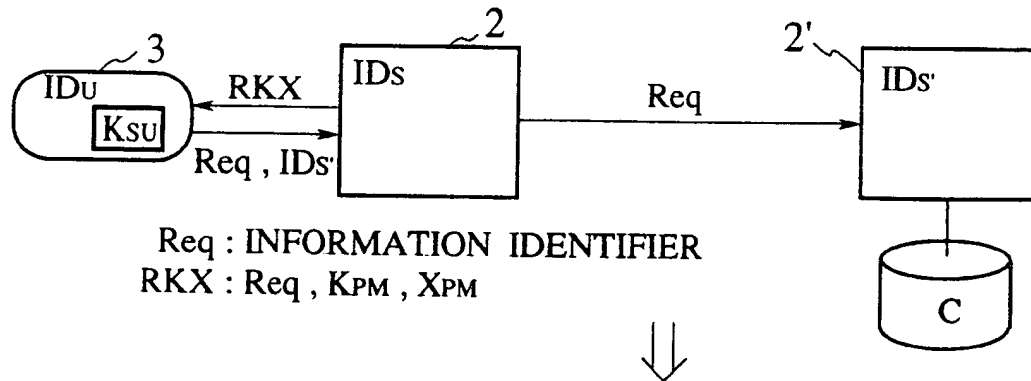 3
IDU
KSU
RKX
Req , IDS'
2
IDS
Req
2'
IDS'
C
Req : INFORMATION IDENTIFIER
RKX : Req , KPM , XPM